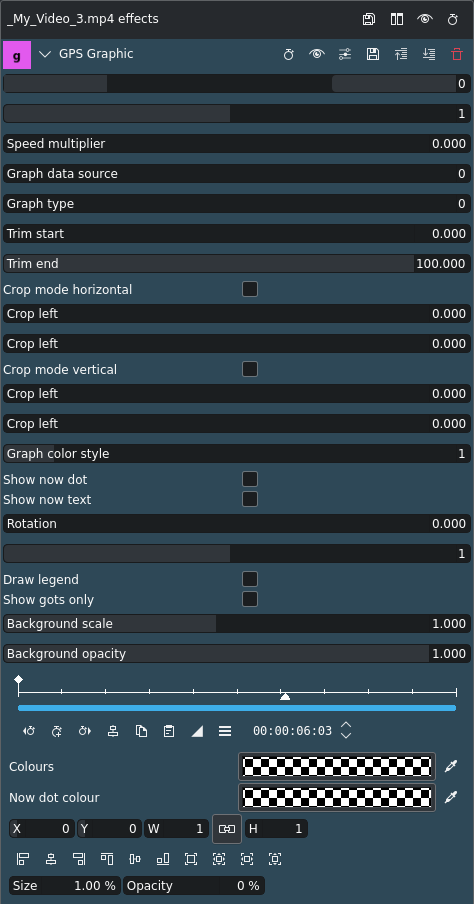 _My_Video_3.mp4 effects
g GPS Graphic
0
1
Speed multiplier 0.000
Graph data source 0
Graph type 0
Trim start 0.000
Trim end 100.000
Crop mode horizontal
Crop left 0.000
Crop left 0.000
Crop mode vertical
Crop left 0.000
Crop left 0.000
Graph color style 1
Show now dot
Show now text
Rotation 0.000
1
Draw legend
Show gots only
Background scale 1.000
Background opacity 1.000
00:00:06:03
Colours
Now dot colour
X 0 Y 0 W 1 H 1
Size 1.00 % Opacity 0 %